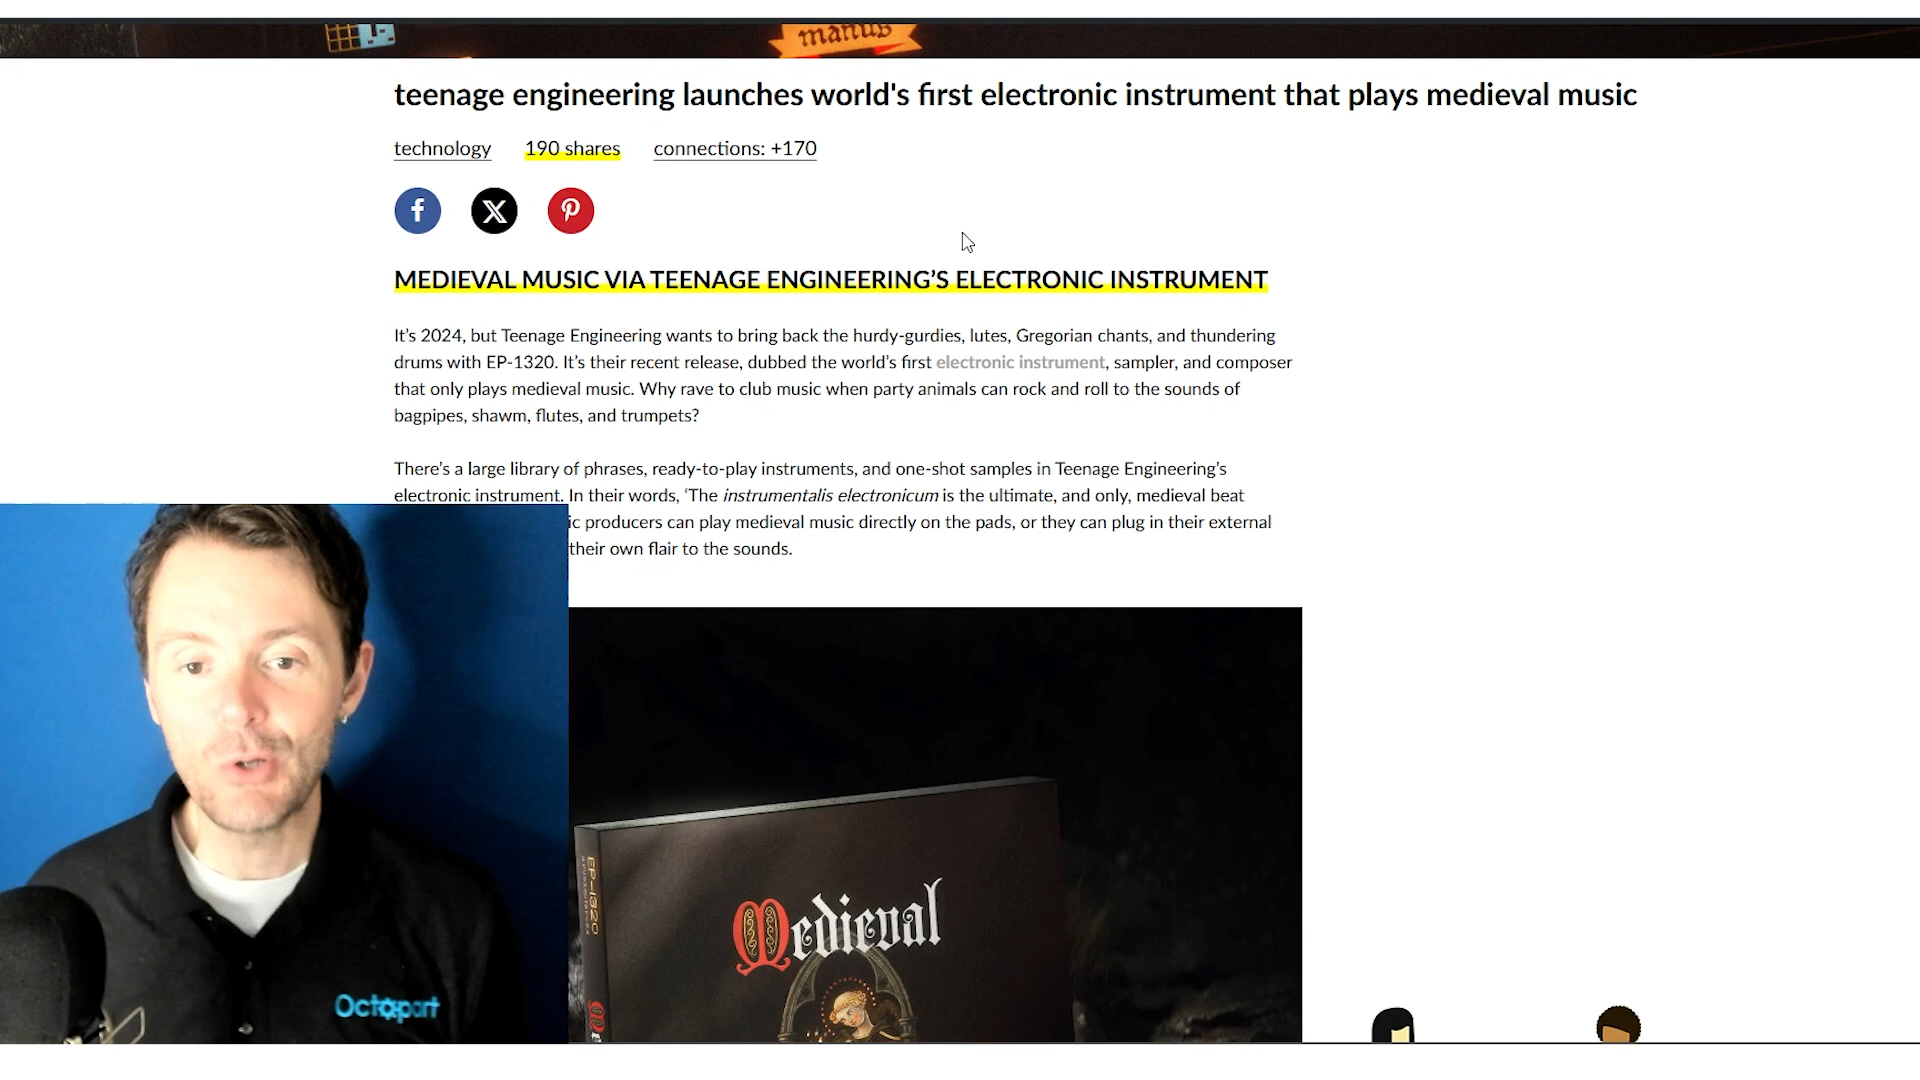 manus
teenage engineering launches world's first electronic instrument that plays medieval music
technology 190 shares connections: +170
MEDIEVAL MUSIC VIA TEENAGE ENGINEERING’S ELECTRONIC INSTRUMENT
It’s 2024, but Teenage Engineering wants to bring back the hurdy-gurdies, lutes, Gregorian chants, and thundering
drums with EP-1320. It’s their recent release, dubbed the world’s first electronic instrument, sampler, and composer
that only plays medieval music. Why rave to club music when party animals can rock and roll to the sounds of
bagpipes, shawm, flutes, and trumpets?
There’s a large library of phrases, ready-to-play instruments, and one-shot samples in Teenage Engineering’s
electronic instrument. In their words, ‘The instrumentalis electronicum is the ultimate, and only, medieval beat
ic producers can play medieval music directly on the pads, or they can plug in their external
their own flair to the sounds.
EP-1320
Medieval
Octopart